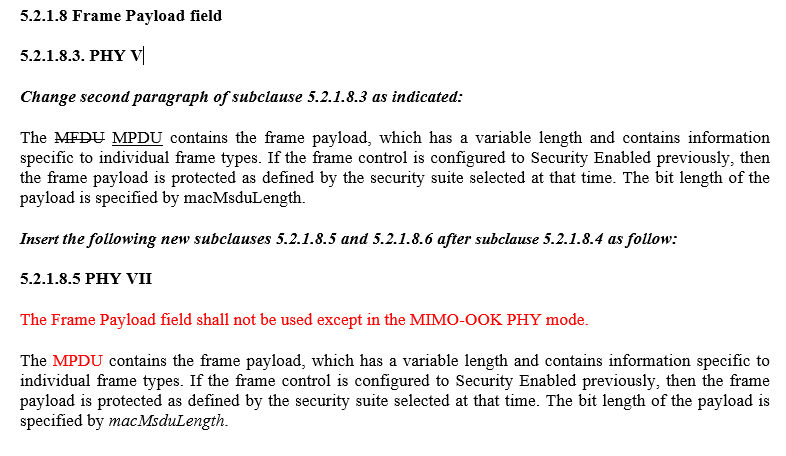 5.2.1.8 Frame Payload field
5.2.1.8.3. PHY V
Change second paragraph of subclause 5.2.1.8.3 as indicated:
The MFDU MPDU contains the frame payload, which has a variable length and contains information
specific to individual frame types. If the frame control is configured to Security Enabled previously, then
the frame payload is protected as defined by the security suite selected at that time. The bit length of the
payload is specified by macMsduLength.
Insert the following new subclauses 5.2.1.8.5 and 5.2.1.8.6 after subclause 5.2.1.8.4 as follow:
5.2.1.8.5 PHY VII
The Frame Payload field shall not be used except in the MIMO-OOK PHY mode.
The MPDU contains the frame payload, which has a variable length and contains information specific to
individual frame types. If the frame control is configured to Security Enabled previously, then the frame
payload is protected as defined by the security suite selected at that time. The bit length of the payload is
specified by macMsduLength.